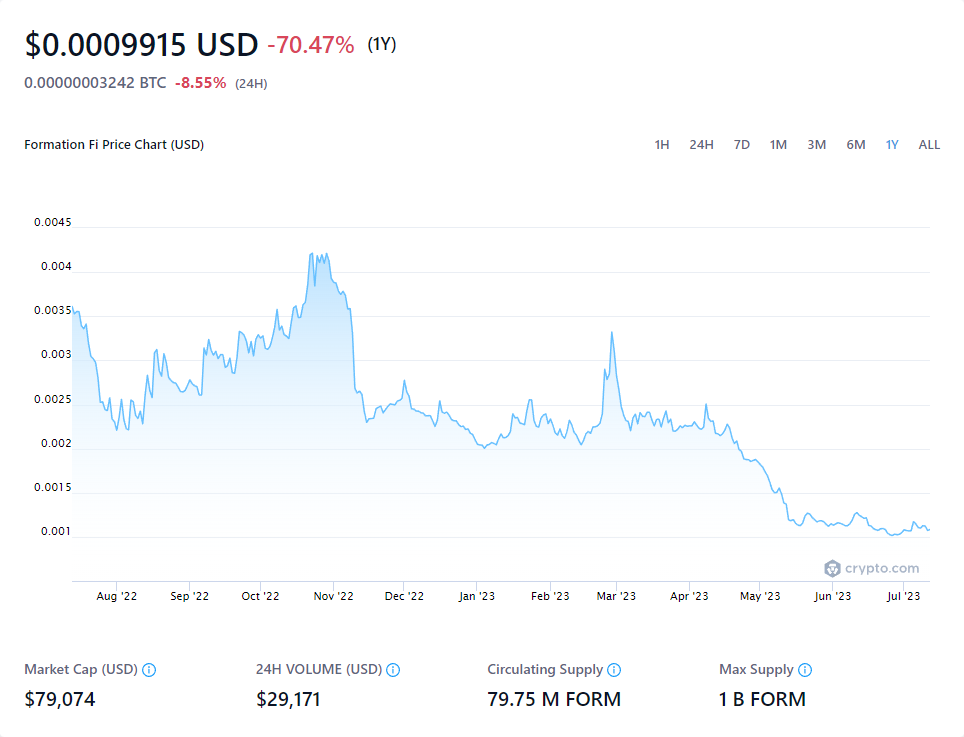 $0.0009915 USD -70.47% (1Y)
0.00000003242 BTC -8.55% (24H)
Formation Fi Price Chart (USD) 1H 24H 7D 1M 3M 6M 1Y ALL
0.0045
0.004
0.0035
0.003
0.0025
0.002
0.0015
0.001
crypto.com
Aug '22 Sep '22 Oct '22 Nov '22 Dec '22 Jan '23 Feb '23 Mar '23 Apr '23 May '23 Jun '23 Jul '23
Market Cap (USD) 24H VOLUME (USD) Circulating Supply Max Supply
$79,074 $29,171 79.75 M FORM 1 B FORM